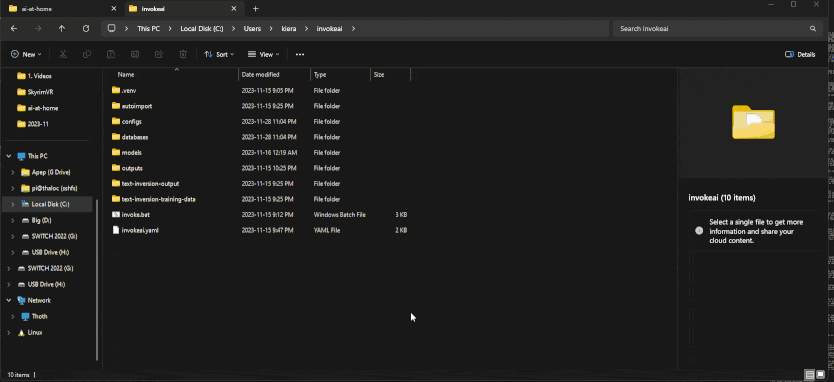 ai-at-home
invokeai
This PC
Local Disk (C:)
Users
kiera
invokeai
Search invokeai
New
Sort
View
Details
1. Videos
SkyrimVR
ai-at-home
2023-11
This PC
Apep (G Drive)
pi@thaloc (sshfs)
Local Disk (C:)
Big (D:)
SWITCH 2022 (G:)
USB Drive (H:)
SWITCH 2022 (G:)
USB Drive (H:)
Network
Thoth
Linux
Name Date modified Type Size
.venv 2023-11-15 9:05 PM File folder
autoimport 2023-11-15 9:25 PM File folder
configs 2023-11-28 11:04 PM File folder
databases 2023-11-28 11:04 PM File folder
models 2023-11-16 12:19 AM File folder
outputs 2023-11-15 10:25 PM File folder
text-inversion-output 2023-11-15 9:25 PM File folder
text-inversion-training-data 2023-11-15 9:25 PM File folder
invoke.bat 2023-11-15 9:12 PM Windows Batch File 3 KB
invokeai.yaml 2023-11-15 9:47 PM YAML File 2 KB
invokeai (10 items)
Select a single file to get more
information and share your
cloud content.
10 items